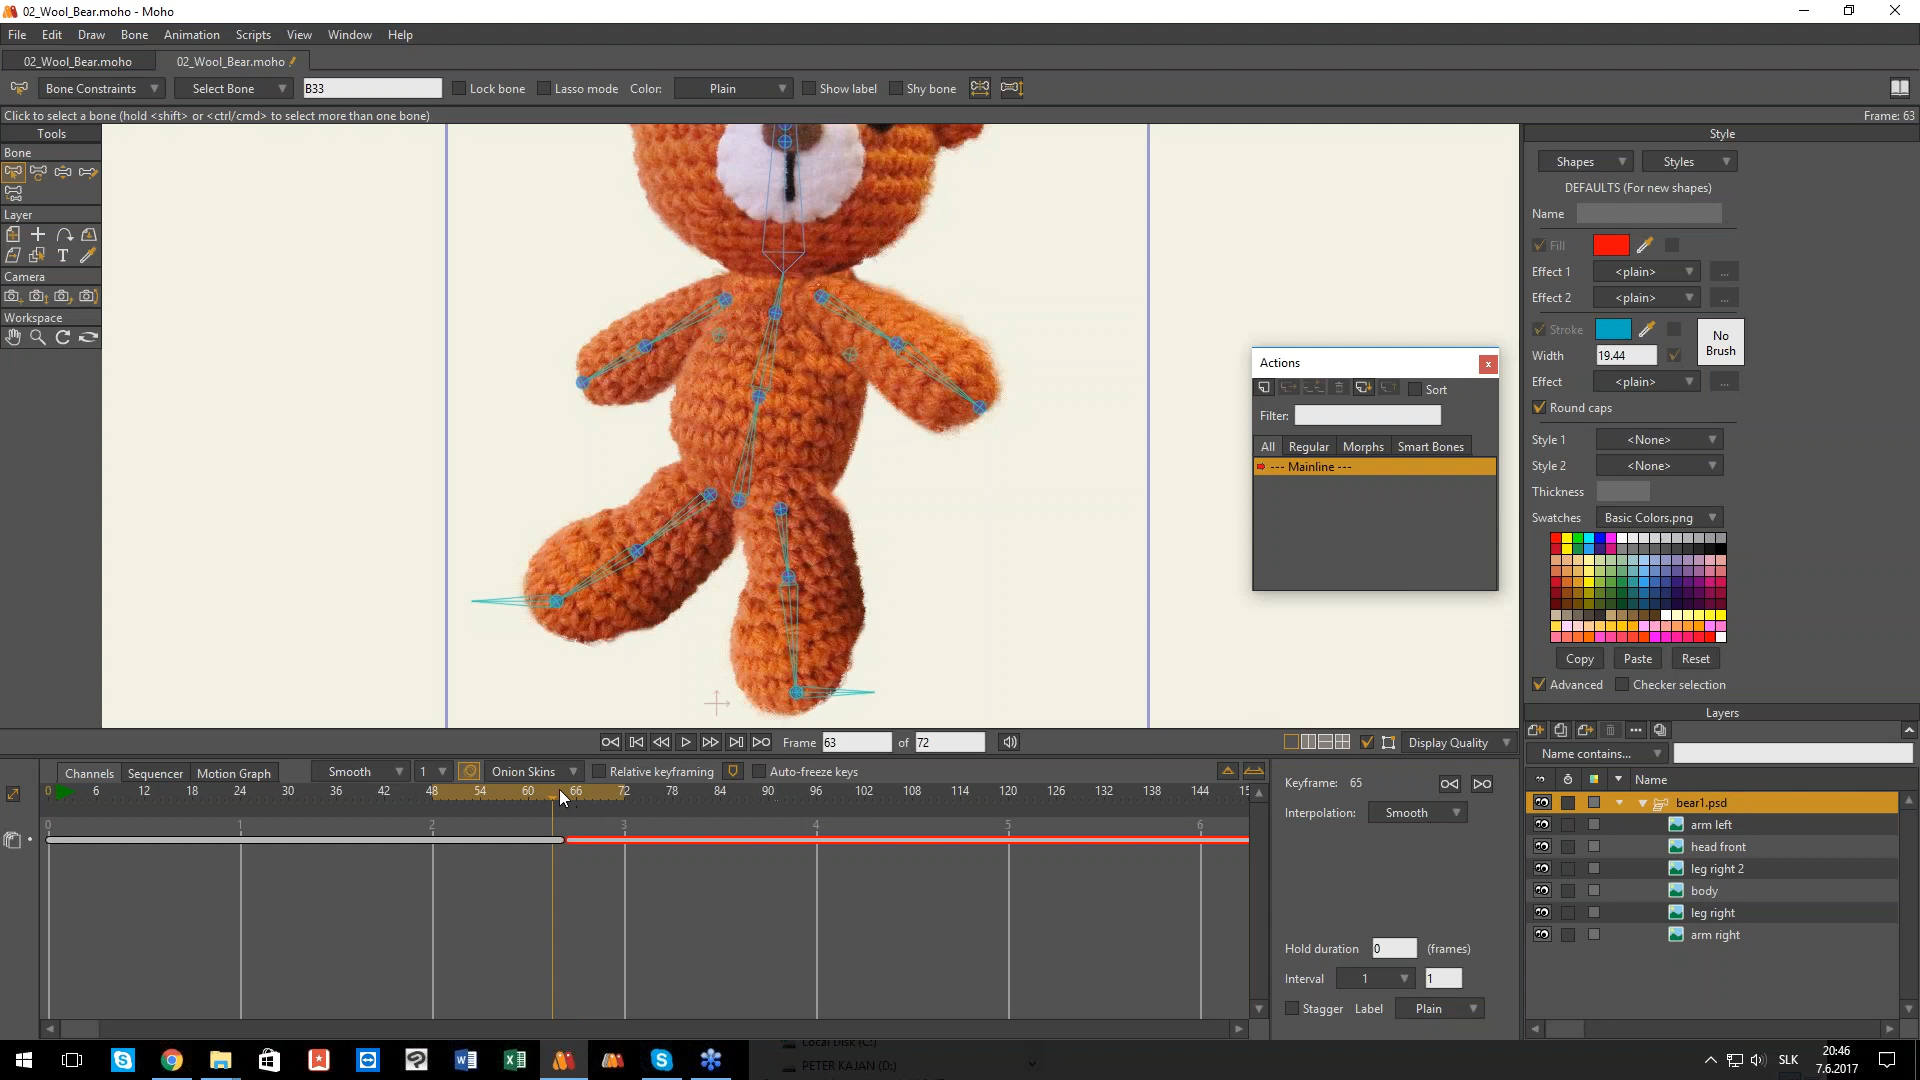 02_Wool_Bear.moho - Moho
File Edit Draw Bone Animation Scripts View Window Help
02_Wool_Bear.moho 02_Wool_Bear.moho
Bone Constraints Select Bone B33 Lock bone Lasso mode Color: Plain Show label Shy bone
Click to select a bone (hold <shift> or <ctrl/cmd> to select more than one bone) Frame: 63
Tools
Bone
Layer
Camera
Workspace
Style
Shapes Styles
DEFAULTS (For new shapes)
Name
Fill
Effect 1 <plain> ...
Effect 2 <plain> ...
Stroke
No Brush
Width 19.44
Effect <plain> ...
Round caps
Style 1 <None>
Style 2 <None>
Thickness
Swatches Basic Colors.png
Copy Paste Reset
Advanced Checker selection
Actions
Sort
Filter:
All Regular Morphs Smart Bones
--- Mainline ---
Frame 63 of 72 Display Quality
Channels Sequencer Motion Graph Smooth 1 Onion Skins Relative keyframing Auto-freeze keys
0 6 12 18 24 30 36 42 48 54 60 66 72 78 84 90 96 102 108 114 120 126 132 138 144 15
0 1 2 3 4 5 6
Keyframe: 65
Interpolation: Smooth
Hold duration 0 (frames)
Interval 1 1
Stagger Label Plain
Layers
Name contains...
Name
bear1.psd
arm left
head front
leg right 2
body
leg right
arm right
Local Disk (C:)
PETER KAJAN (D:)
SLK
20:46
7.6.2017